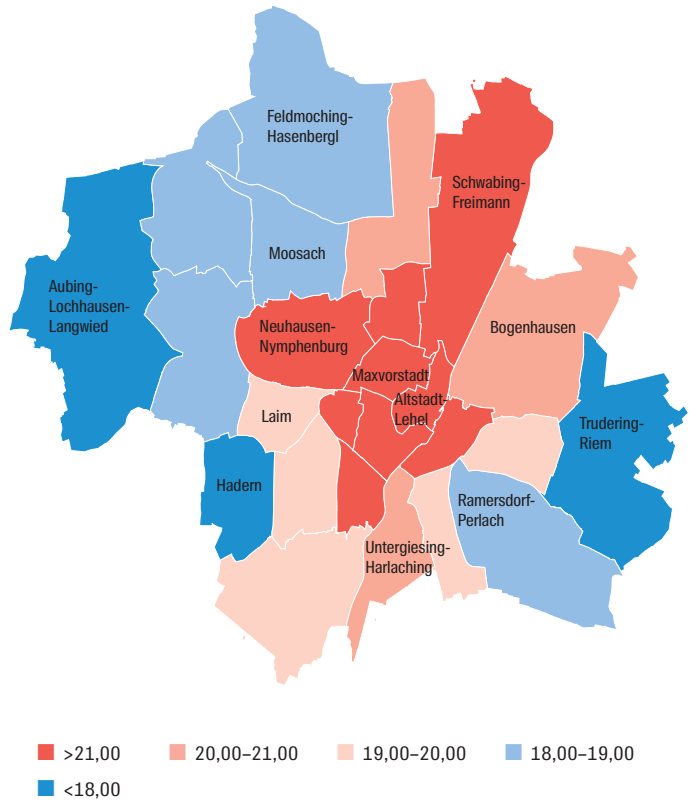 Feldmoching-
Hasenbergl
Schwabing-
Freimann
Moosach
Aubing-
Lochhausen-
Langwied
Neuhausen-
Nymphenburg
Bogenhausen
Maxvorstadt
Altstadt-
Lehel
Laim
Trudering-
Riem
Hadern
Ramersdorf-
Perlach
Untergiesing-
Harlaching
>21,00
20,00–21,00
19,00–20,00
18,00–19,00
<18,00